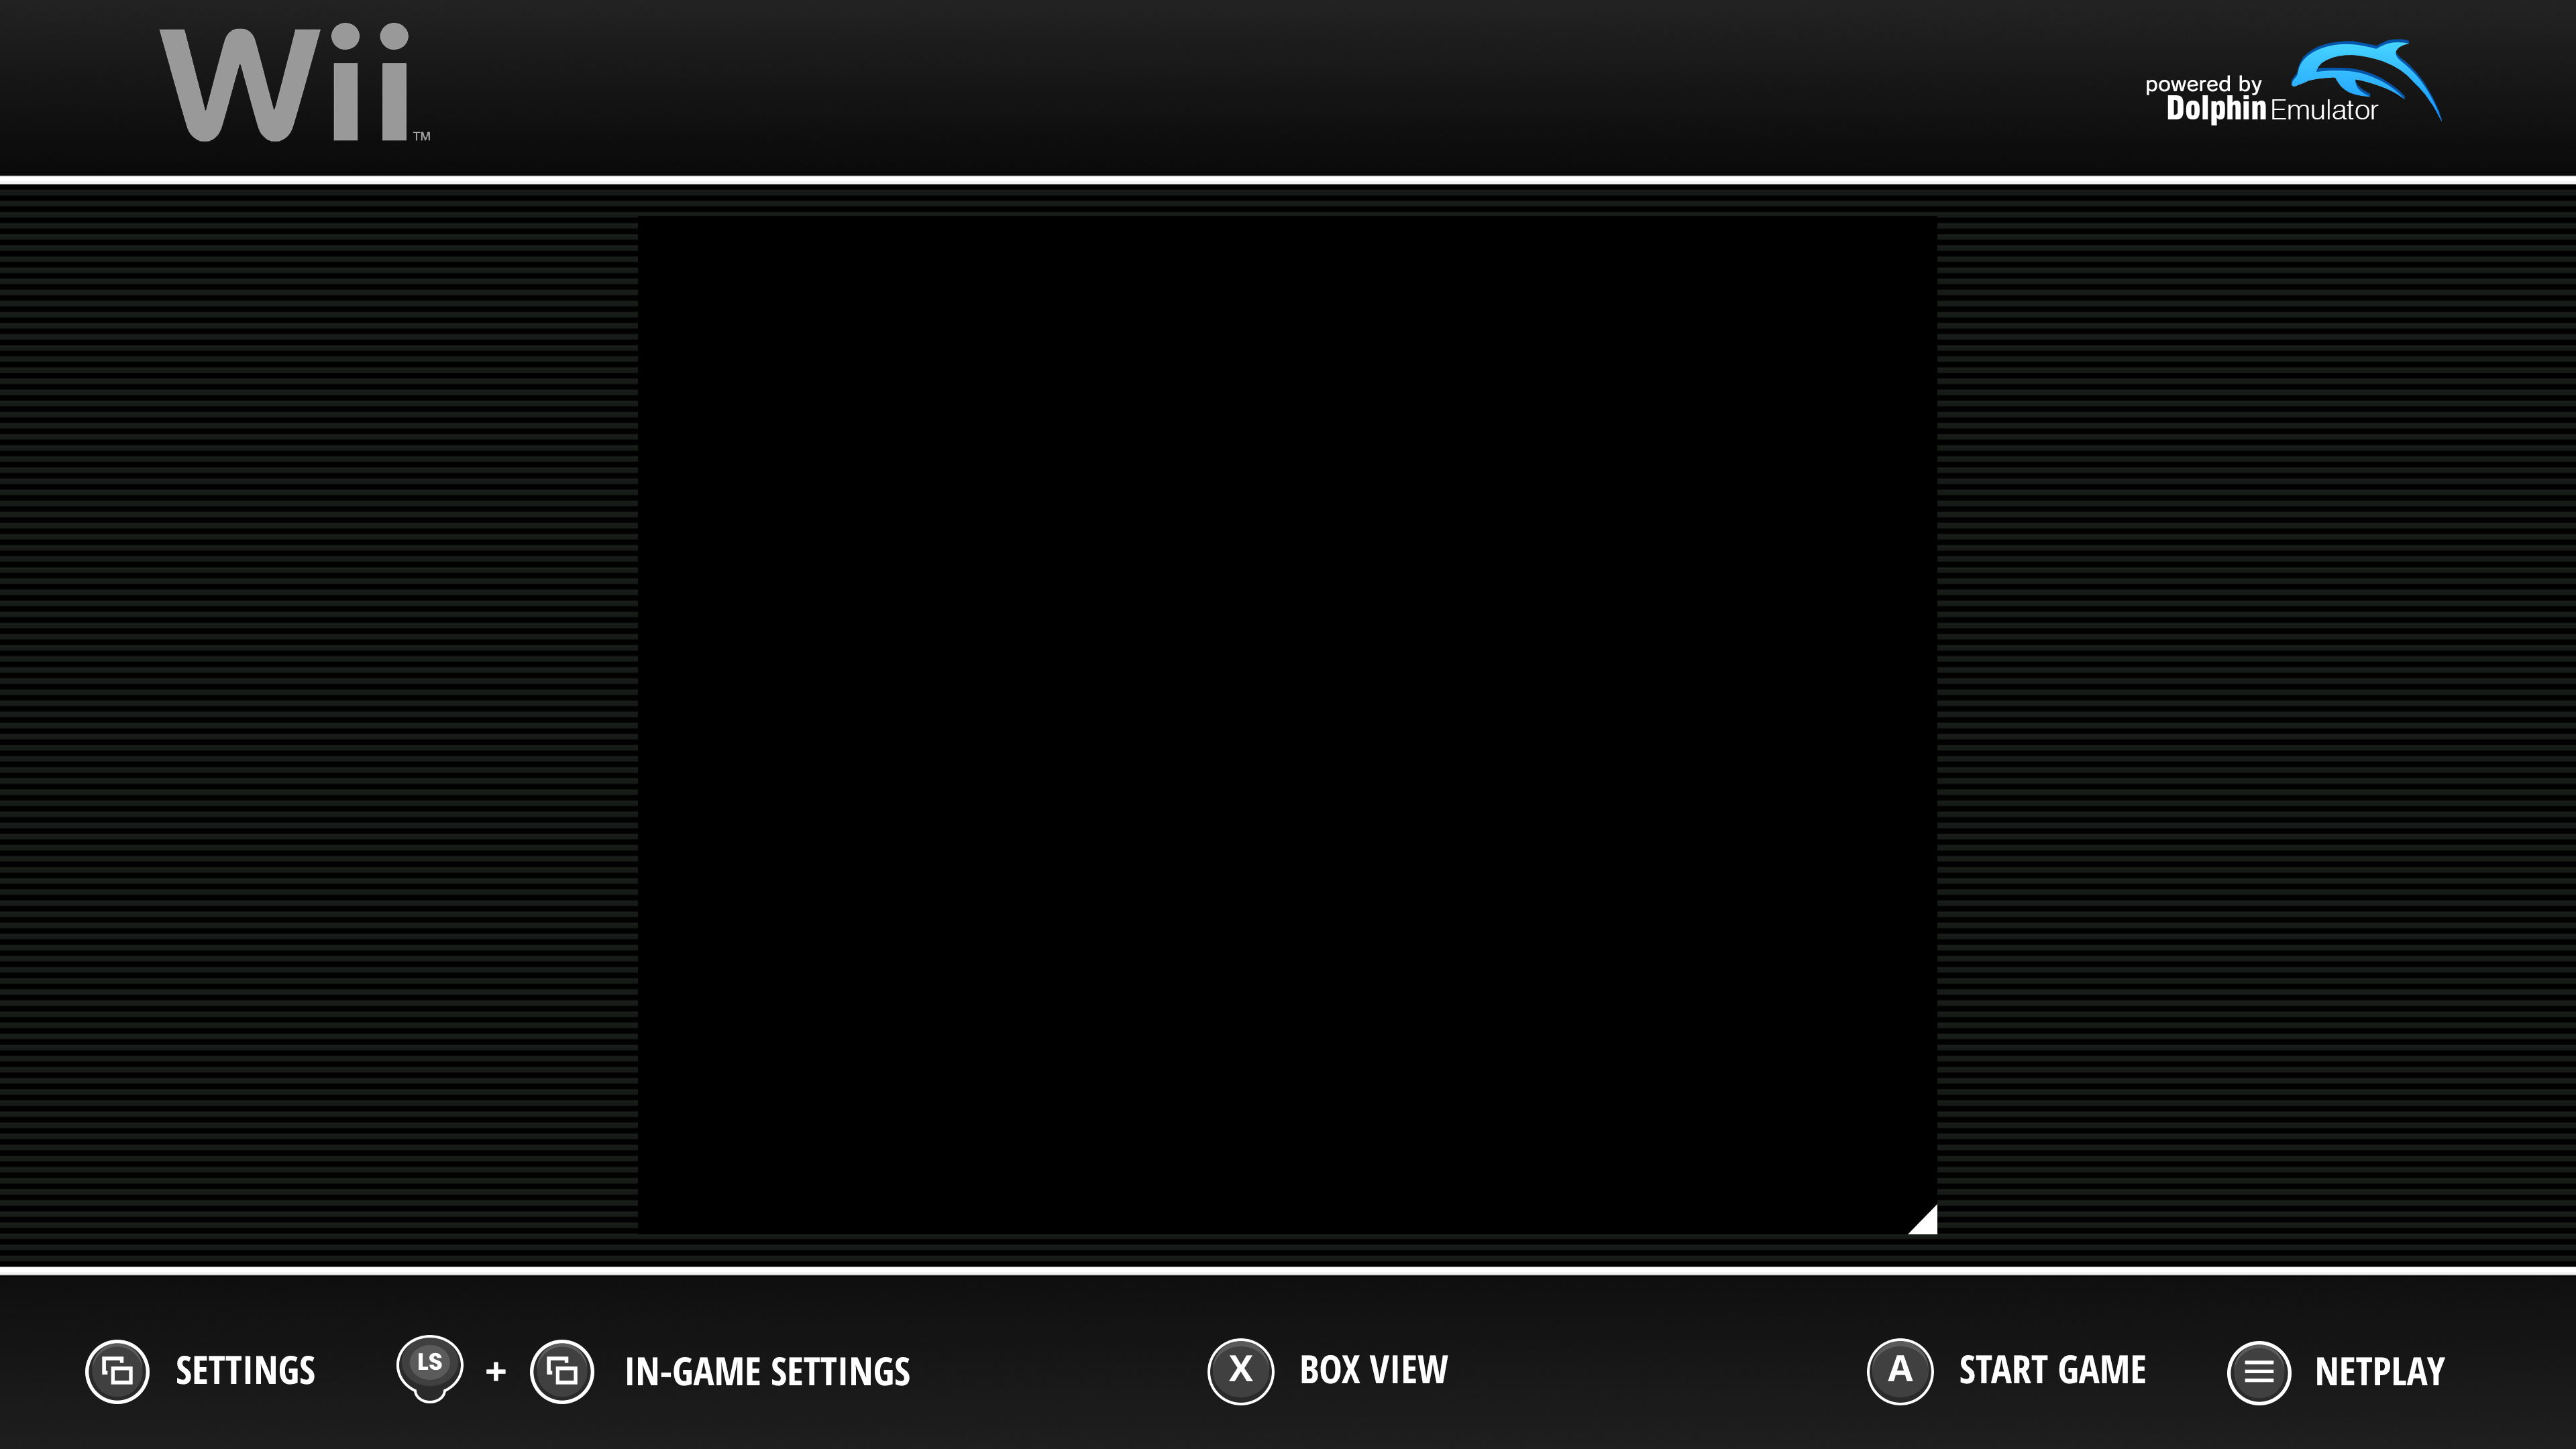 Wii™
powered by
Dolphin Emulator
SETTINGS
LS + IN-GAME SETTINGS
X BOX VIEW
A START GAME
NETPLAY